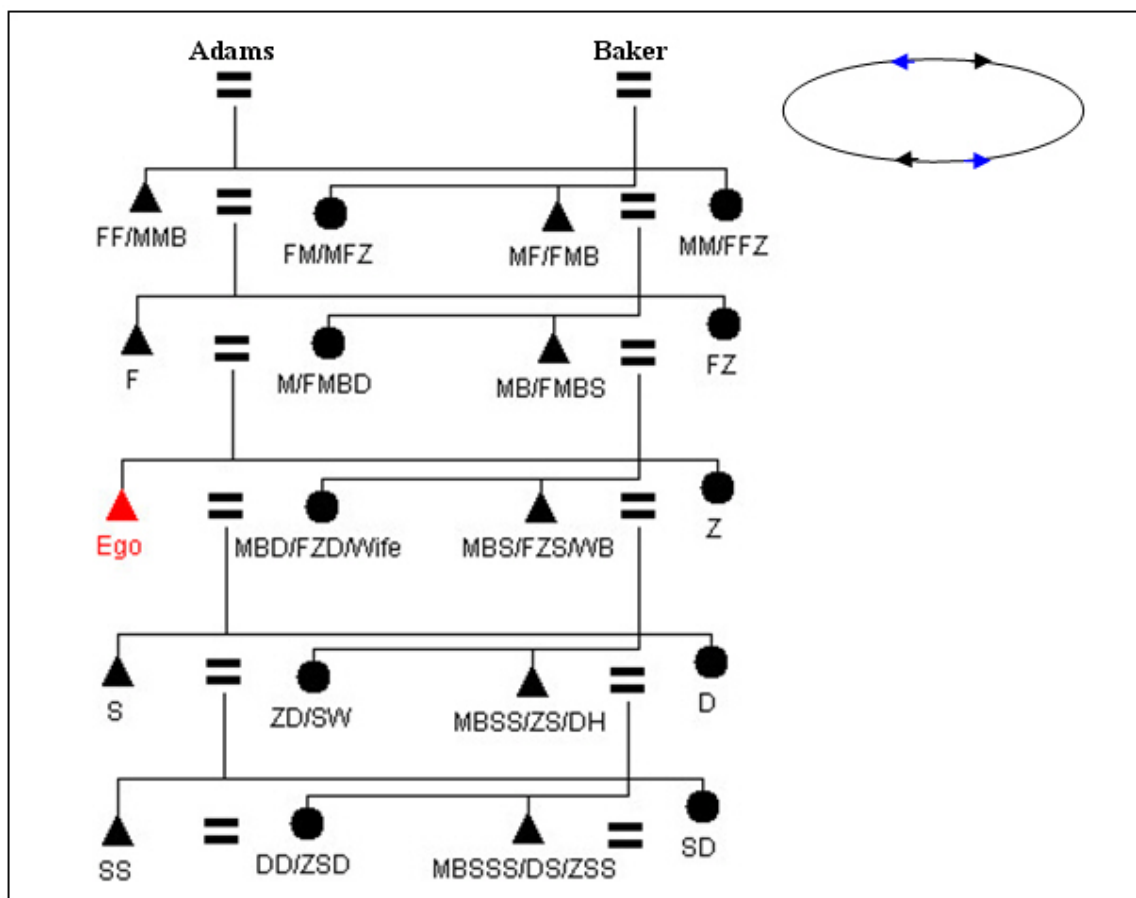 Adams
Baker
FF/MMB
FM/MFZ
MF/FMB
MM/FFZ
F
M/FMBD
MB/FMBS
FZ
Ego
MBD/FZD/Wife
MBS/FZS/WB
Z
S
ZD/SW
MBSS/ZS/DH
D
SS
DD/ZSD
MBSSS/DS/ZSS
SD